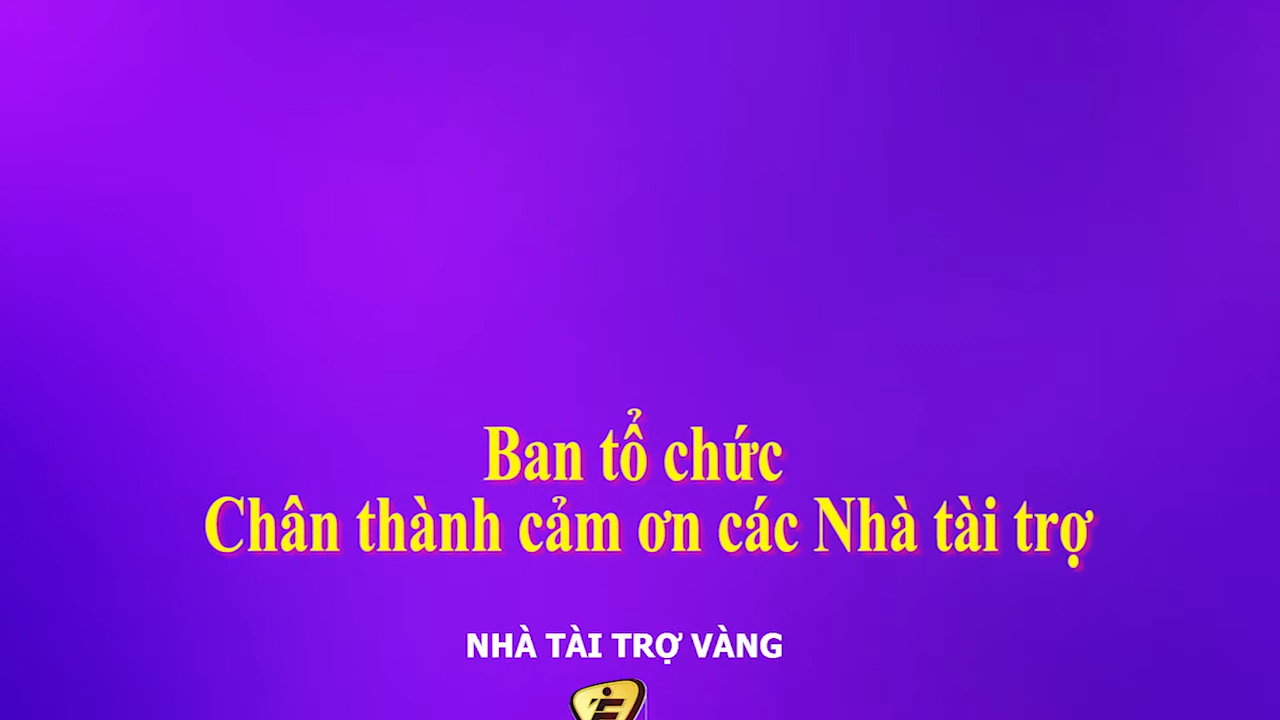 Ban tổ chức
Chân thành cảm ơn các Nhà tài trợ
NHÀ TÀI TRỢ VÀNG